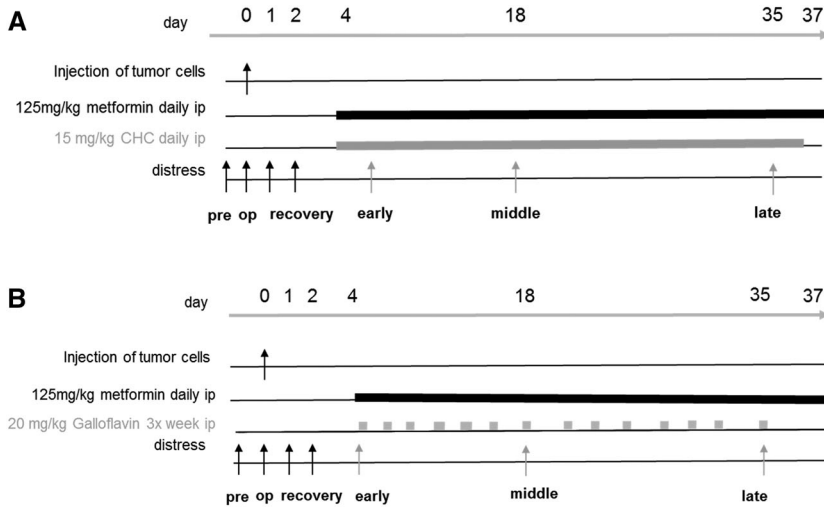 A
day 0 1 2 4 18 35 37
Injection of tumor cells
125mg/kg metformin daily ip
15 mg/kg CHC daily ip
distress
pre op recovery early middle late
B
day 0 1 2 4 18 35 37
Injection of tumor cells
125mg/kg metformin daily ip
20 mg/kg Galloflavin 3x week ip
distress
pre op recovery early middle late